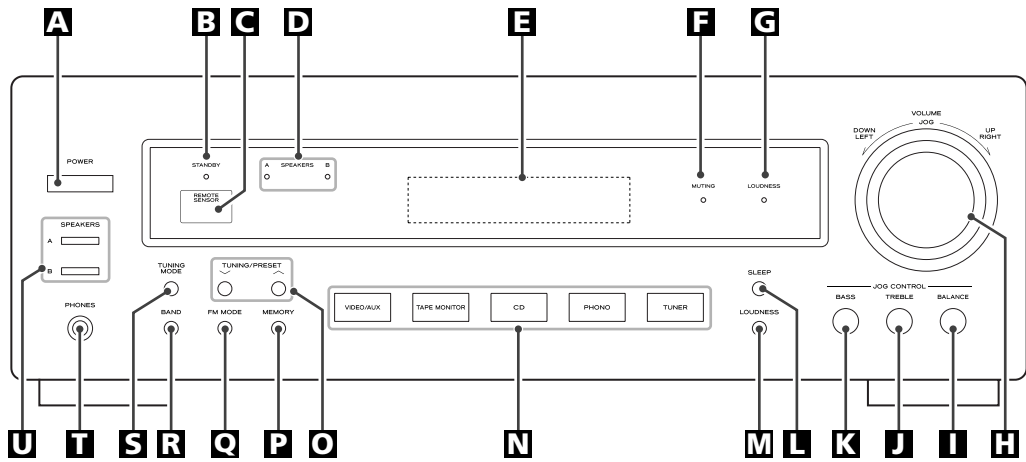 A B C D E F G
VOLUME
JOG
DOWN LEFT
UP RIGHT
POWER
STANDBY
A SPEAKERS B
REMOTE SENSOR
MUTING
LOUDNESS
SPEAKERS
A
B
TUNING MODE
TUNING/PRESET
SLEEP
VIDEO/AUX TAPE MONITOR CD PHONO TUNER
JOG CONTROL
BASS TREBLE BALANCE
PHONES
BAND
FM MODE
MEMORY
LOUDNESS
U T S R Q P O N M L K J I H